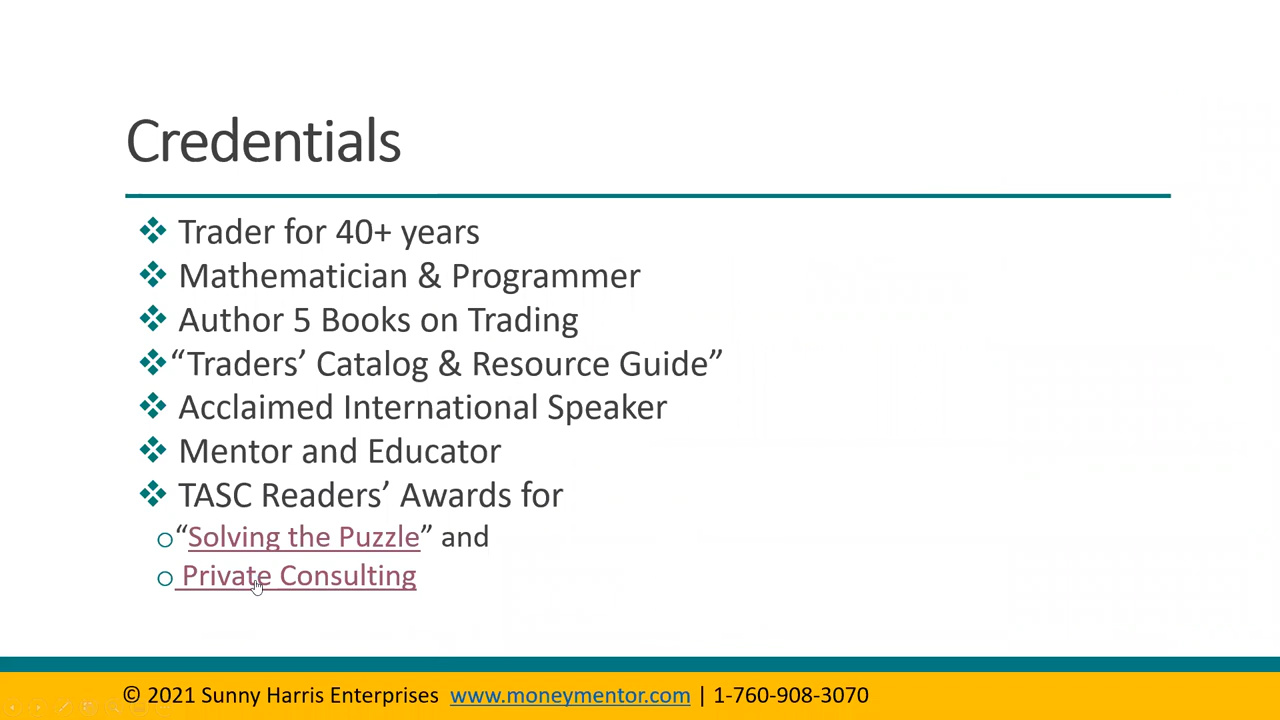 Credentials
Trader for 40+ years
Mathematician & Programmer
Author 5 Books on Trading
“Traders’ Catalog & Resource Guide”
Acclaimed International Speaker
Mentor and Educator
TASC Readers’ Awards for
“Solving the Puzzle” and
Private Consulting
© 2021 Sunny Harris Enterprises www.moneymentor.com | 1-760-908-3070